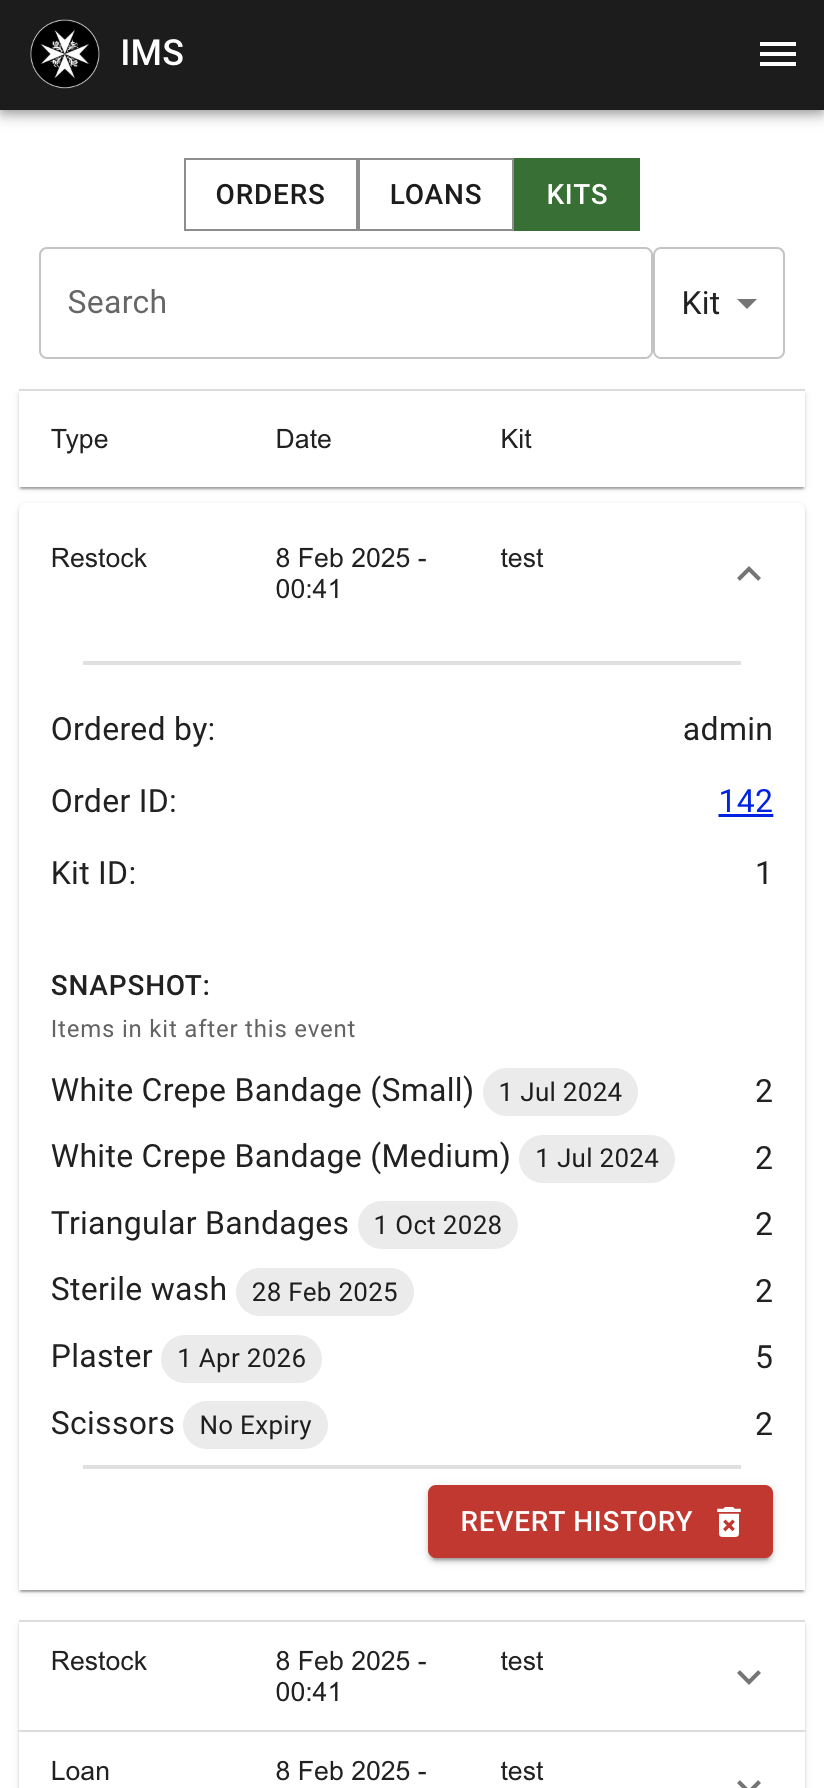 IMS
ORDERS LOANS KITS
Search Kit
Type Date Kit
Restock 8 Feb 2025 - test
00:41
Ordered by: admin
Order ID: 142
Kit ID: 1
SNAPSHOT:
Items in kit after this event
White Crepe Bandage (Small) 1 Jul 2024 2
White Crepe Bandage (Medium) 1 Jul 2024 2
Triangular Bandages 1 Oct 2028 2
Sterile wash 28 Feb 2025 2
Plaster 1 Apr 2026 5
Scissors No Expiry 2
REVERT HISTORY
Restock 8 Feb 2025 - test
00:41
Loan 8 Feb 2025 - test